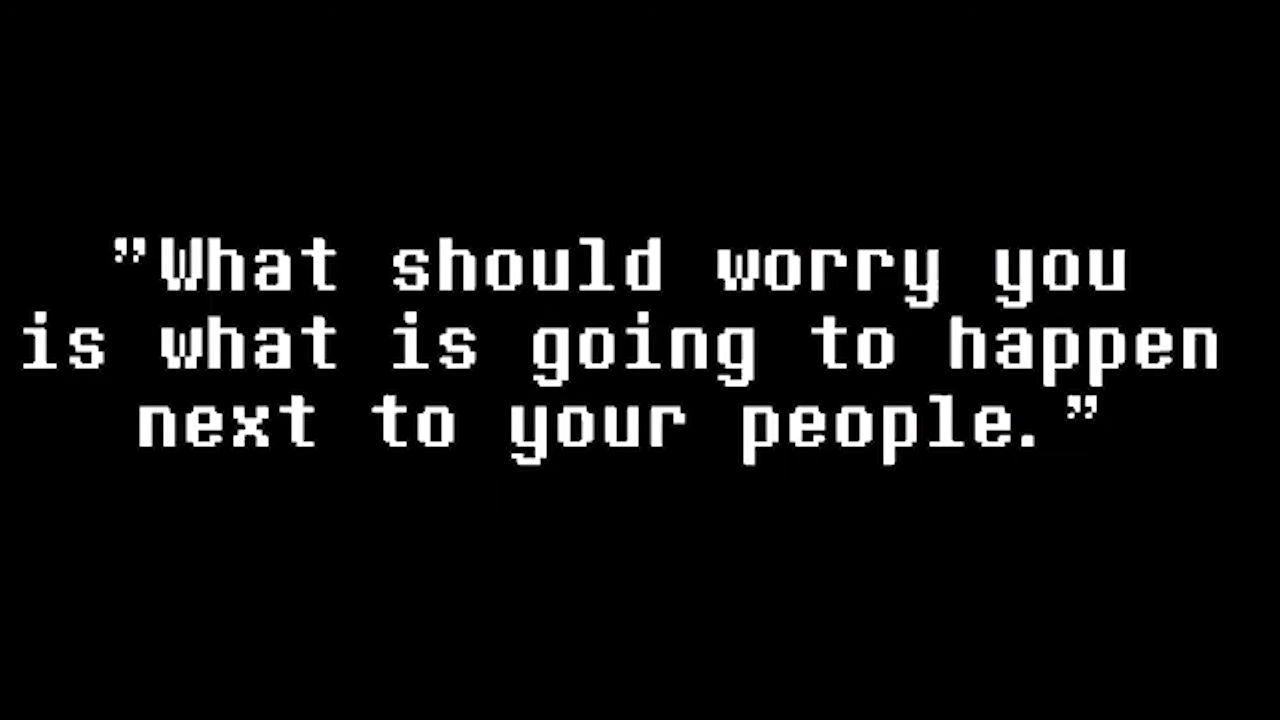 ”What should worry you
is what is going to happen
next to your people.”